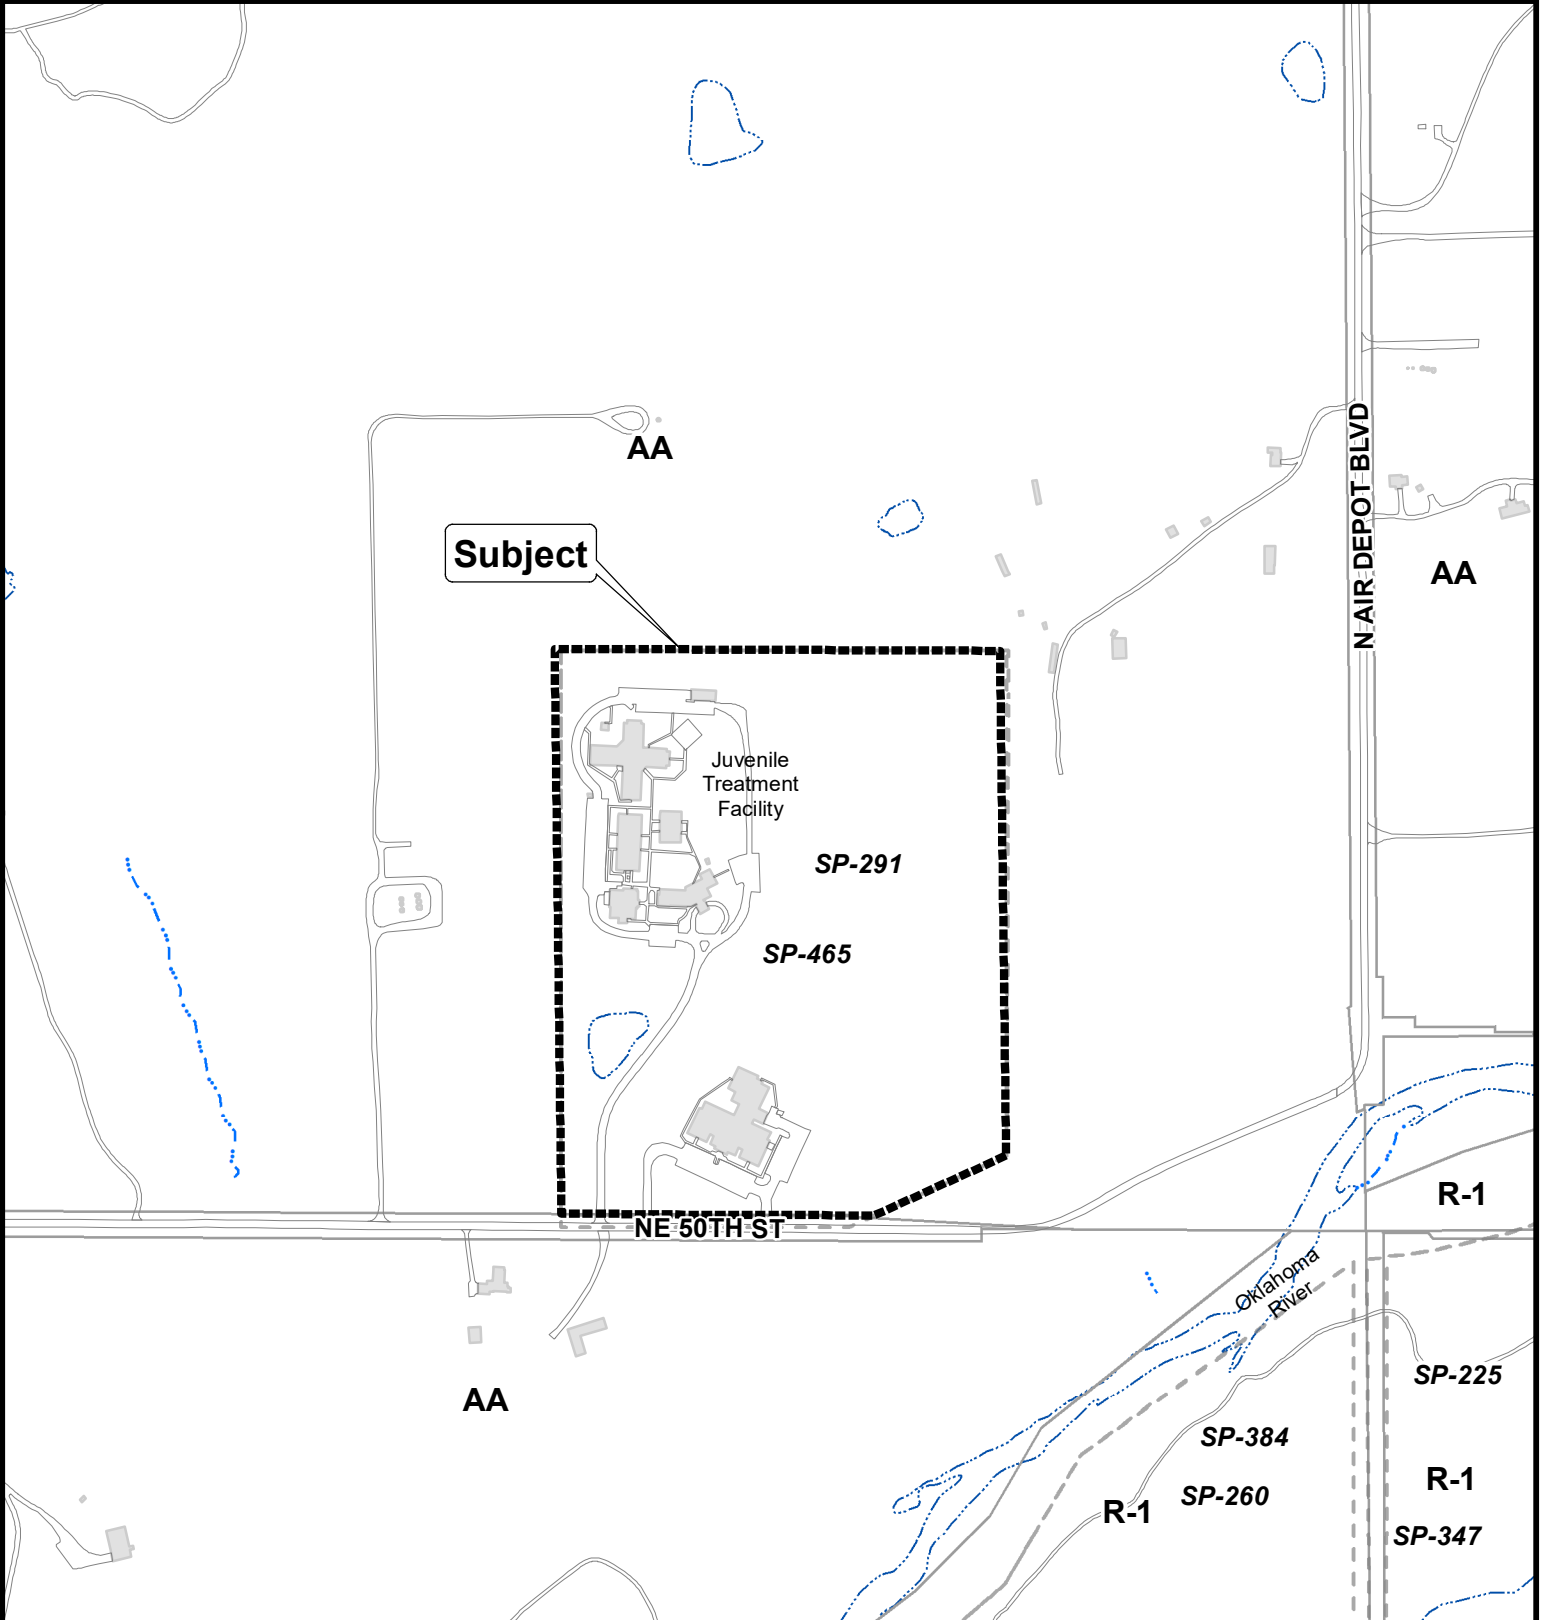 AA
Subject
N AIR DEPOT BLVD
AA
Juvenile
Treatment
Facility
SP-291
SP-465
R-1
NE 50TH ST
Oklahoma
River
SP-225
AA
SP-384
R-1
SP-260
R-1
SP-347